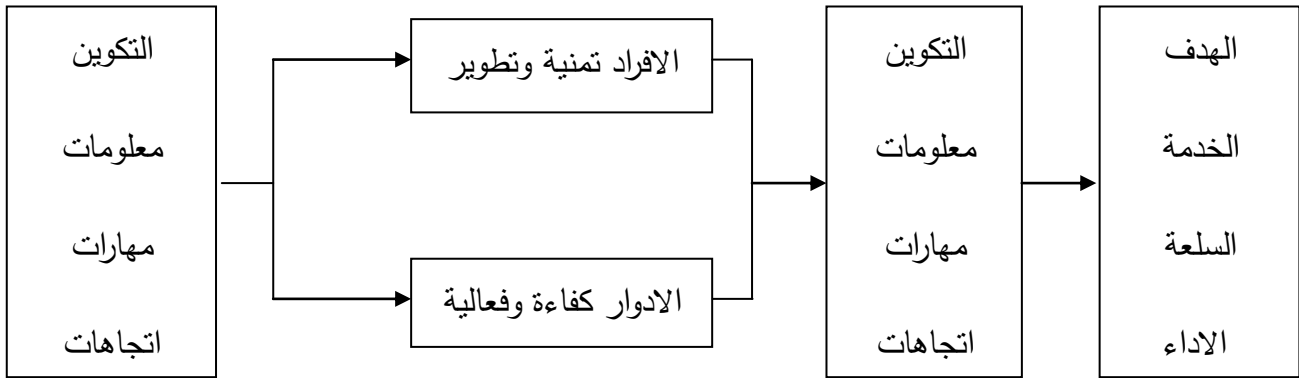 التكوين
معلومات
مهارات
اتجاهات
الافراد تمنية وتطوير
الادوار كفاءة وفعالية
التكوين
معلومات
مهارات
اتجاهات
الهدف
الخدمة
السلعة
الاداء